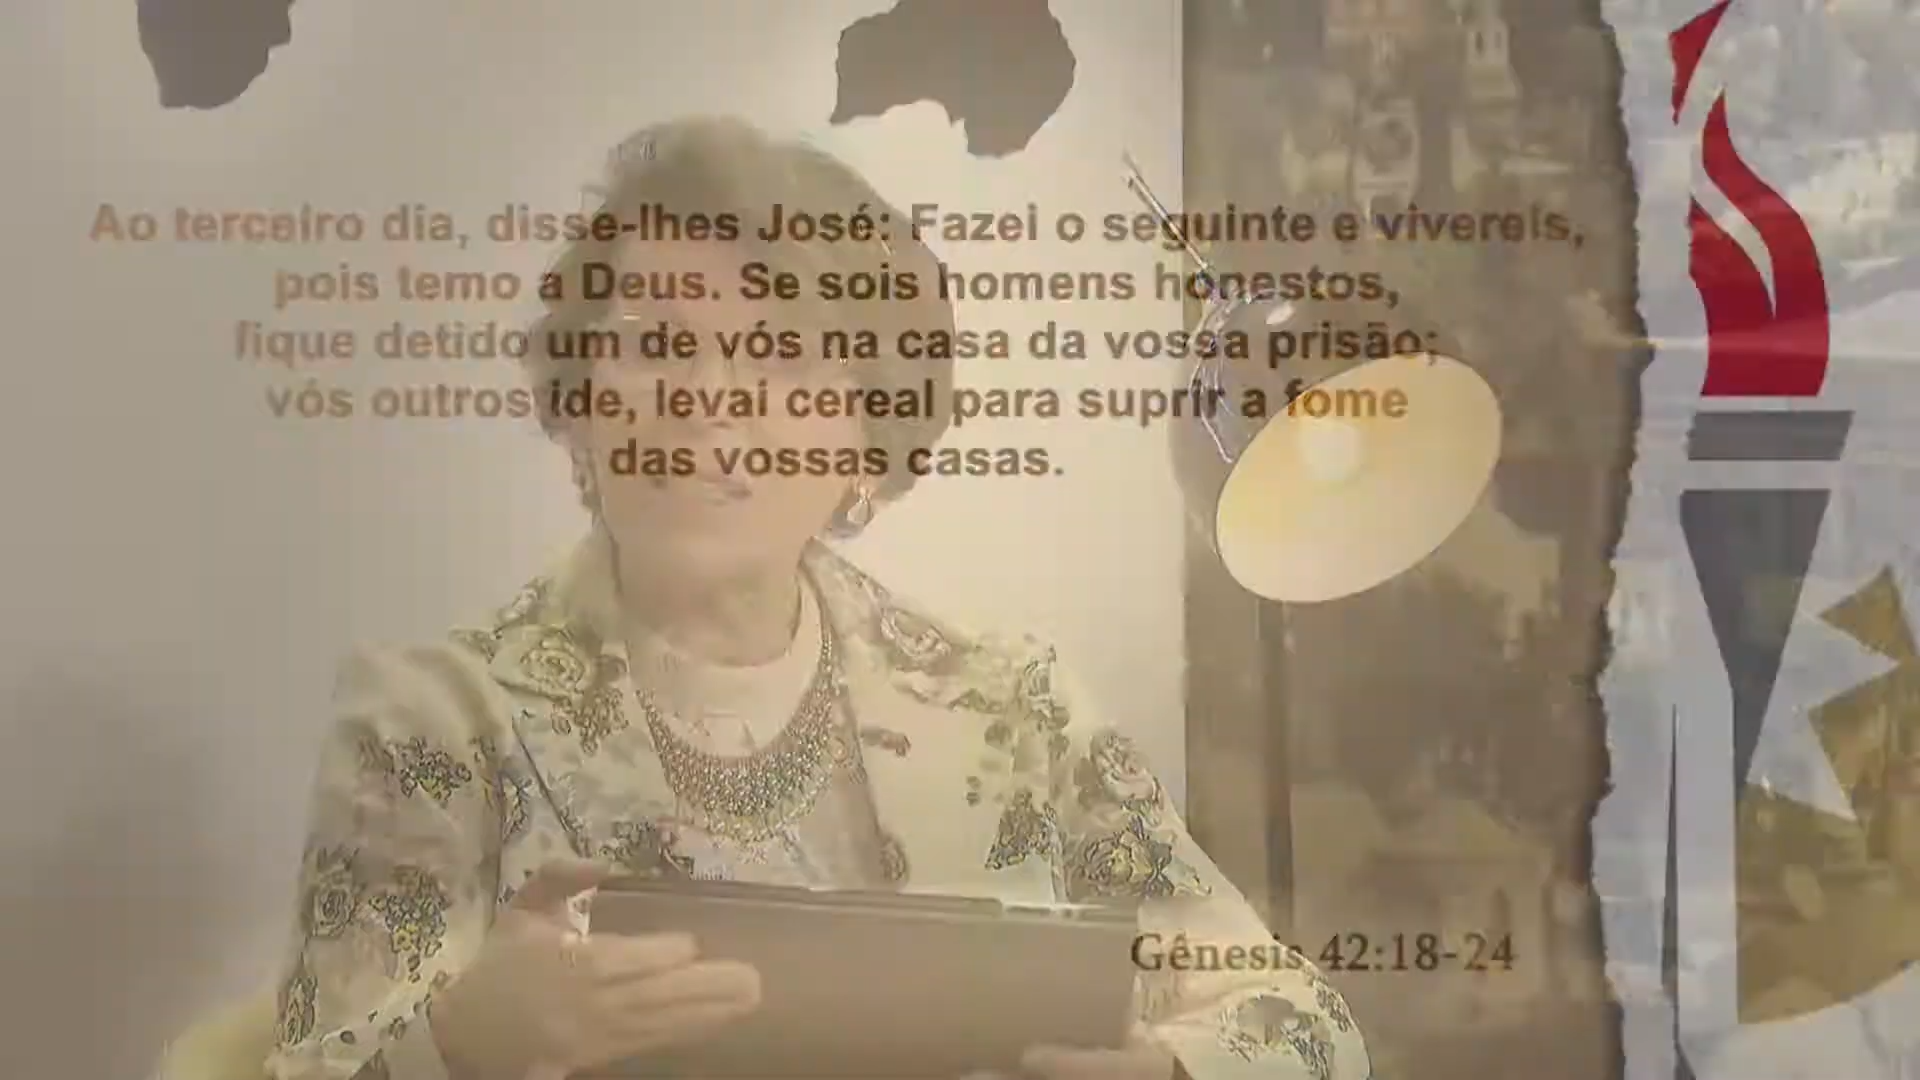 Ao terceiro dia, disse-lhes José: Fazei o seguinte e vivereis,
pois temo a Deus. Se sois homens honestos,
fique detido um de vós na casa da vossa prisão;
vós outros ide, levai cereal para suprir a fome
das vossas casas.
Gênesis 42:18-24